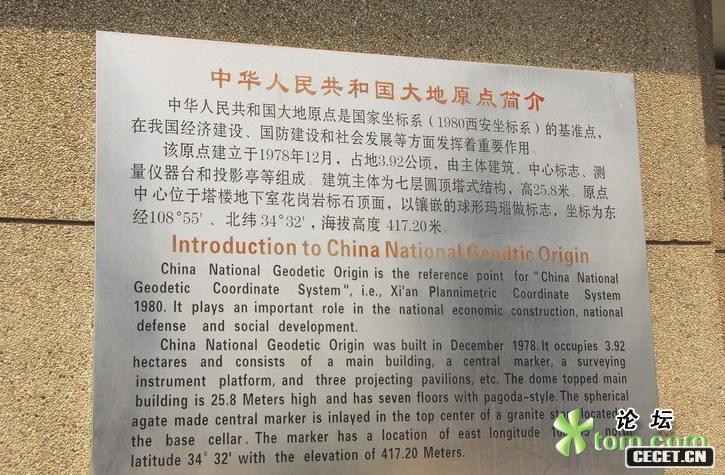 中华人民共和国大地原点简介
中华人民共和国大地原点是国家坐标系（1980西安坐标系）的基准点，
在我国经济建设、国防建设和社会发展等方面发挥着重要作用。
该原点建立于1978年12月，占地3.92公顷，由主体建筑、中心标志、测
量仪器台和投影亭等组成。建筑主体为七层圆顶塔式结构，高25.8米。原点
中心位于塔楼地下室花岗岩标石顶面，以镶嵌的球形玛瑙做标志，坐标为东
经108°55'、北纬34°32'，海拔高度 417.20米。
Introduction to China National Geodtic Origin
China National Geodetic Origin is the reference point for "China National
Geodetic Coordinate System", i.e., Xi'an Plannimetric Coordinate System
1980. It plays an important role in the national economic construction, national
defense and social development.
China National Geodetic Origin was built in December 1978. It occupies 3.92
hectares and consists of a main building, a central marker, a surveying
instrument platform, and three projecting pavilions, etc. The dome topped main
building is 25.8 Meters high and has seven floors with pagoda-style. The spherical
agate made central marker is inlayed in the top center of a granite located
the base cellar. The marker has a location of east longitude north
latitude 34° 32' with the elevation of 417.20 Meters.
论坛
tom.com
CECET.CN